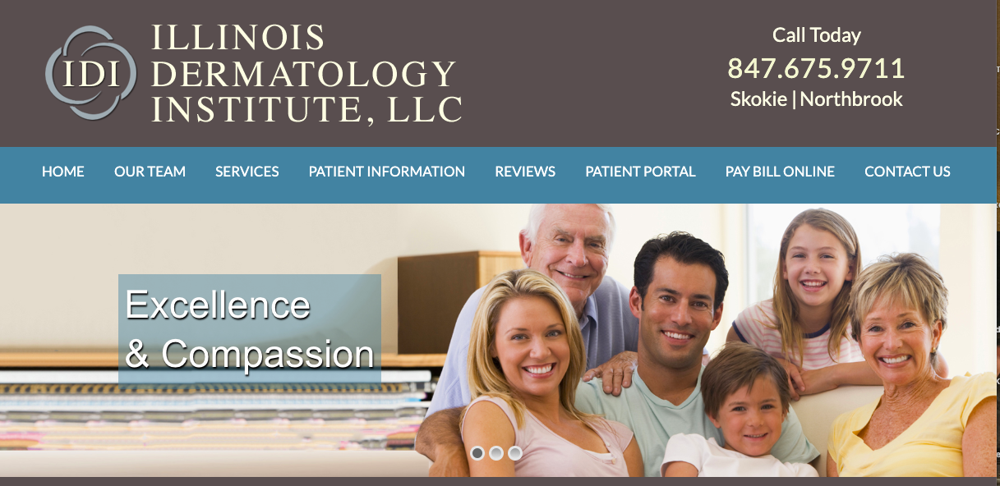 IDI
ILLINOIS
DERMATOLOGY
INSTITUTE, LLC
Call Today
847.675.9711
Skokie | Northbrook
HOME OUR TEAM SERVICES PATIENT INFORMATION REVIEWS PATIENT PORTAL PAY BILL ONLINE CONTACT US
Excellence
& Compassion